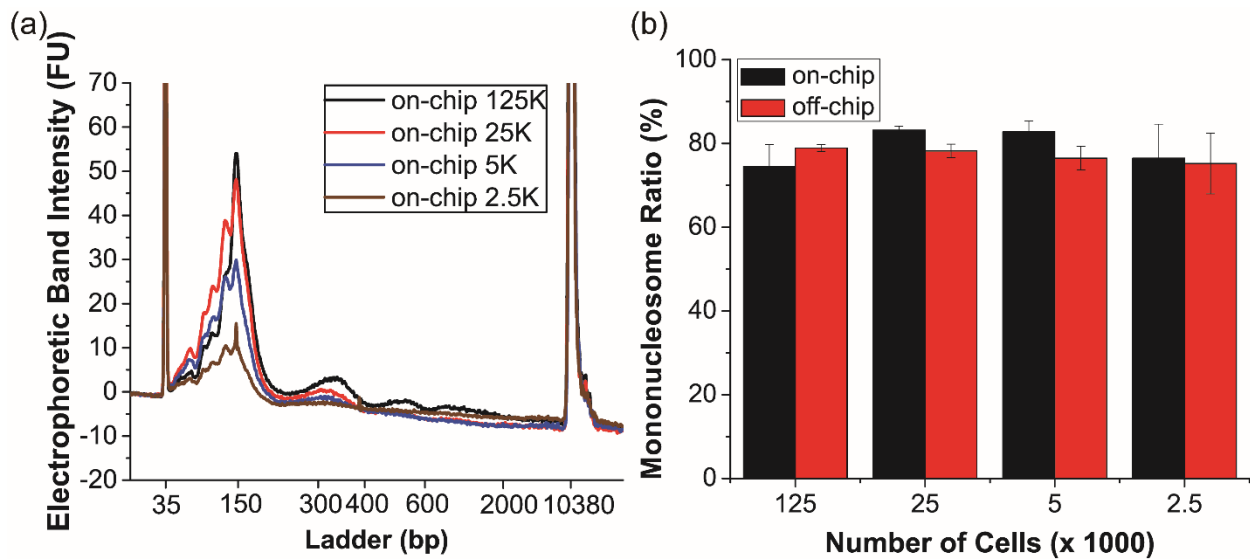 (a)
Electrophoretic Band Intensity (FU)
70
60
50
40
30
20
10
0
-10
-20
on-chip 125K
on-chip 25K
on-chip 5K
on-chip 2.5K
35 150 300 400 600 2000 10380
Ladder (bp)
(b)
Mononucleosome Ratio (%)
100
80
60
40
20
0
on-chip
off-chip
125 25 5 2.5
Number of Cells (x 1000)